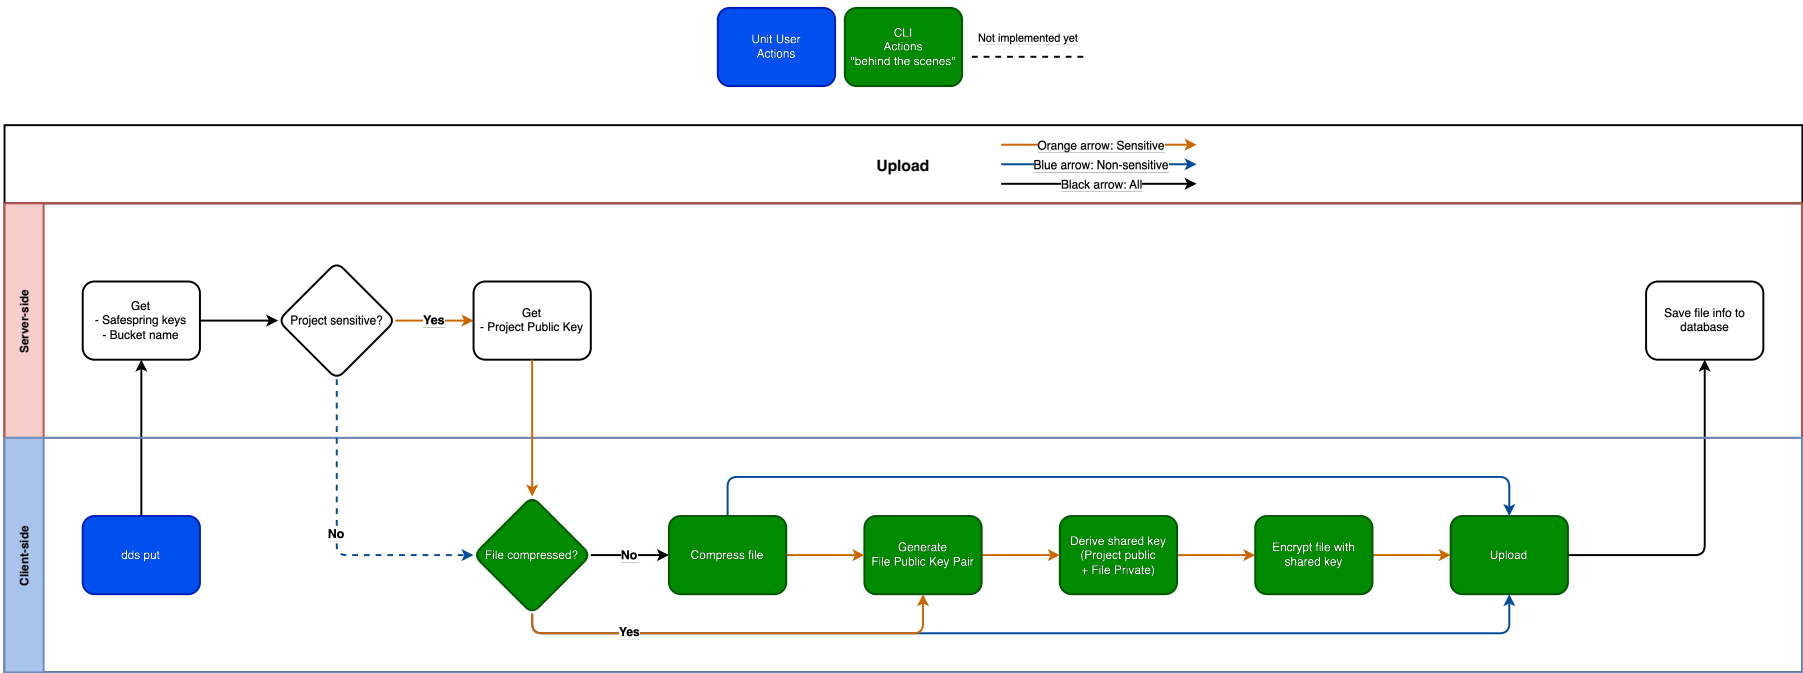 Unit User
Actions
CLI
Actions
"behind the scenes"
Not implemented yet
Upload
Orange arrow: Sensitive
Blue arrow: Non-sensitive
Black arrow: All
Server-side
Get
- Safespring keys
- Bucket name
Project sensitive?
Yes
Get
- Project Public Key
Save file info to
database
Client-side
dds put
No
File compressed?
No
Compress file
Generate
File Public Key Pair
Derive shared key
(Project public
+ File Private)
Encrypt file with
shared key
Upload
Yes